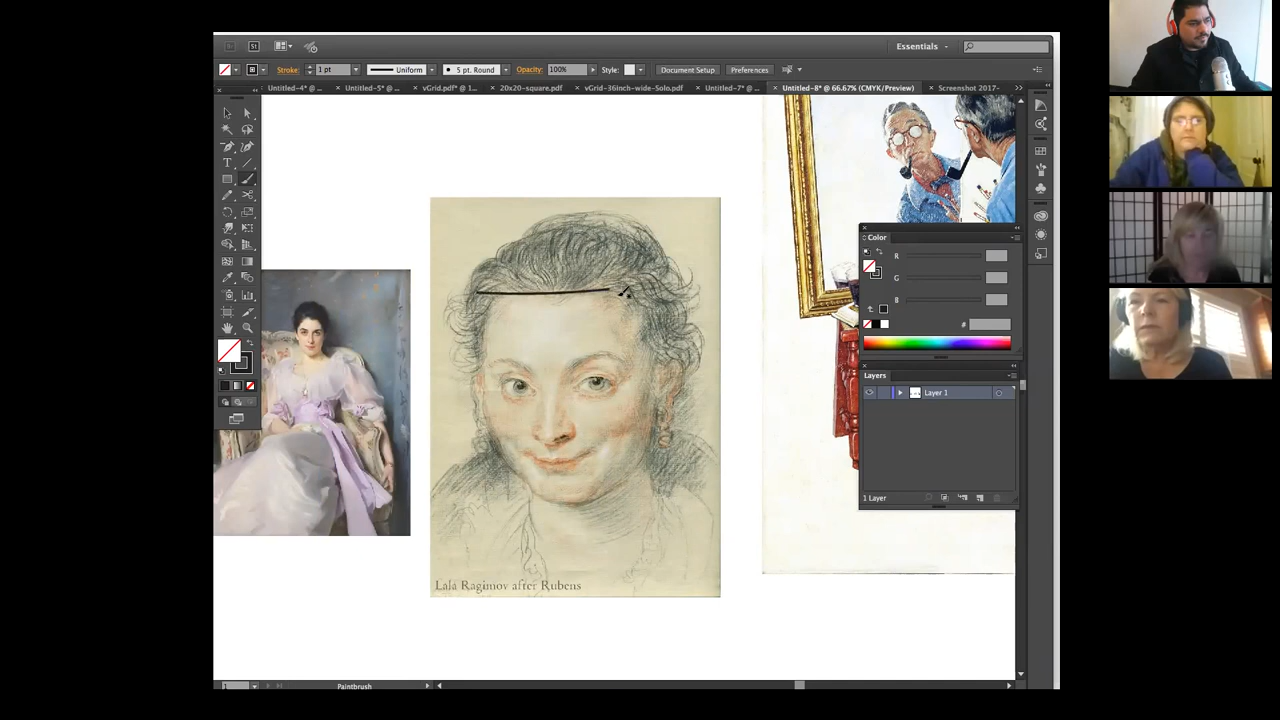 St
Essentials
Stroke: 1 pt Uniform 5 pt. Round Opacity: 100% Style: Document Setup Preferences
Untitled-4* @ ... Untitled-5* @ ... vGrid.pdf* @ 1... 20x20-square.pdf vGrid-36inch-wide-Solo.pdf Untitled-7* @ ... Untitled-8* @ 66.67% (CMYK/Preview) Screenshot 2017-
Color
R
G
B
#
Layers
Layer 1
1 Layer
Lala Ragimov after Rubens
1 Paintbrush